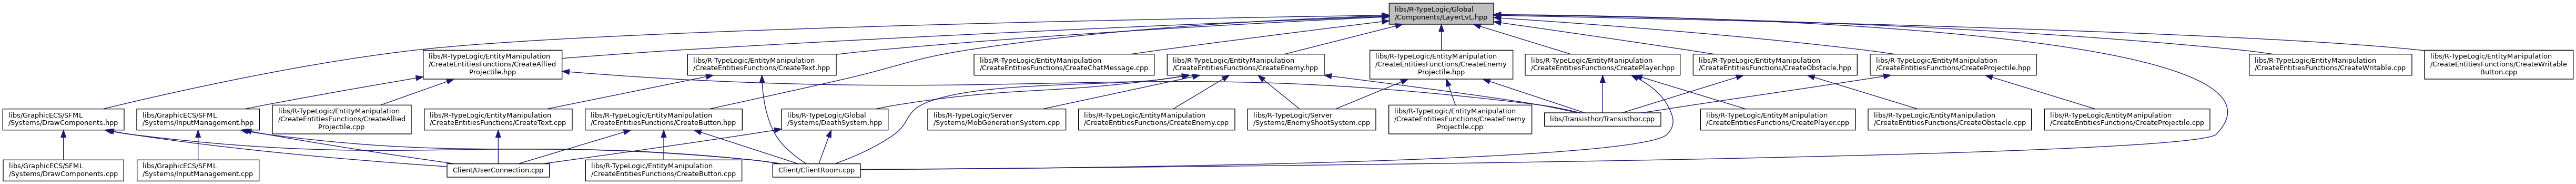 libs/R-TypeLogic/Global
/Components/LayerLvL.hpp
libs/R-TypeLogic/EntityManipulation
/CreateEntitiesFunctions/CreateAllied
Projectile.hpp
libs/R-TypeLogic/EntityManipulation
/CreateEntitiesFunctions/CreateText.hpp
libs/R-TypeLogic/EntityManipulation
/CreateEntitiesFunctions/CreateChatMessage.cpp
libs/R-TypeLogic/EntityManipulation
/CreateEntitiesFunctions/CreateEnemy.hpp
libs/R-TypeLogic/EntityManipulation
/CreateEntitiesFunctions/CreateEnemy
Projectile.hpp
libs/R-TypeLogic/EntityManipulation
/CreateEntitiesFunctions/CreatePlayer.hpp
libs/R-TypeLogic/EntityManipulation
/CreateEntitiesFunctions/CreateObstacle.hpp
libs/R-TypeLogic/EntityManipulation
/CreateEntitiesFunctions/CreateProjectile.hpp
libs/R-TypeLogic/EntityManipulation
/CreateEntitiesFunctions/CreateWritable.cpp
libs/R-TypeLogic/EntityManipulation
/CreateEntitiesFunctions/CreateWritable
Button.cpp
libs/GraphicECS/SFML
/Systems/DrawComponents.hpp
libs/GraphicECS/SFML
/Systems/InputManagement.hpp
libs/R-TypeLogic/EntityManipulation
/CreateEntitiesFunctions/CreateAllied
Projectile.cpp
libs/R-TypeLogic/EntityManipulation
/CreateEntitiesFunctions/CreateText.cpp
libs/R-TypeLogic/EntityManipulation
/CreateEntitiesFunctions/CreateButton.hpp
libs/R-TypeLogic/Global
/Systems/DeathSystem.hpp
libs/R-TypeLogic/Server
/Systems/MobGenerationSystem.cpp
libs/R-TypeLogic/EntityManipulation
/CreateEntitiesFunctions/CreateEnemy.cpp
libs/R-TypeLogic/Server
/Systems/EnemyShootSystem.cpp
libs/R-TypeLogic/EntityManipulation
/CreateEntitiesFunctions/CreateEnemy
Projectile.cpp
libs/Transisthor/Transisthor.cpp
libs/R-TypeLogic/EntityManipulation
/CreateEntitiesFunctions/CreatePlayer.cpp
libs/R-TypeLogic/EntityManipulation
/CreateEntitiesFunctions/CreateObstacle.cpp
libs/R-TypeLogic/EntityManipulation
/CreateEntitiesFunctions/CreateProjectile.cpp
libs/GraphicECS/SFML
/Systems/DrawComponents.cpp
libs/GraphicECS/SFML
/Systems/InputManagement.cpp
Client/UserConnection.cpp
libs/R-TypeLogic/EntityManipulation
/CreateEntitiesFunctions/CreateButton.cpp
Client/ClientRoom.cpp